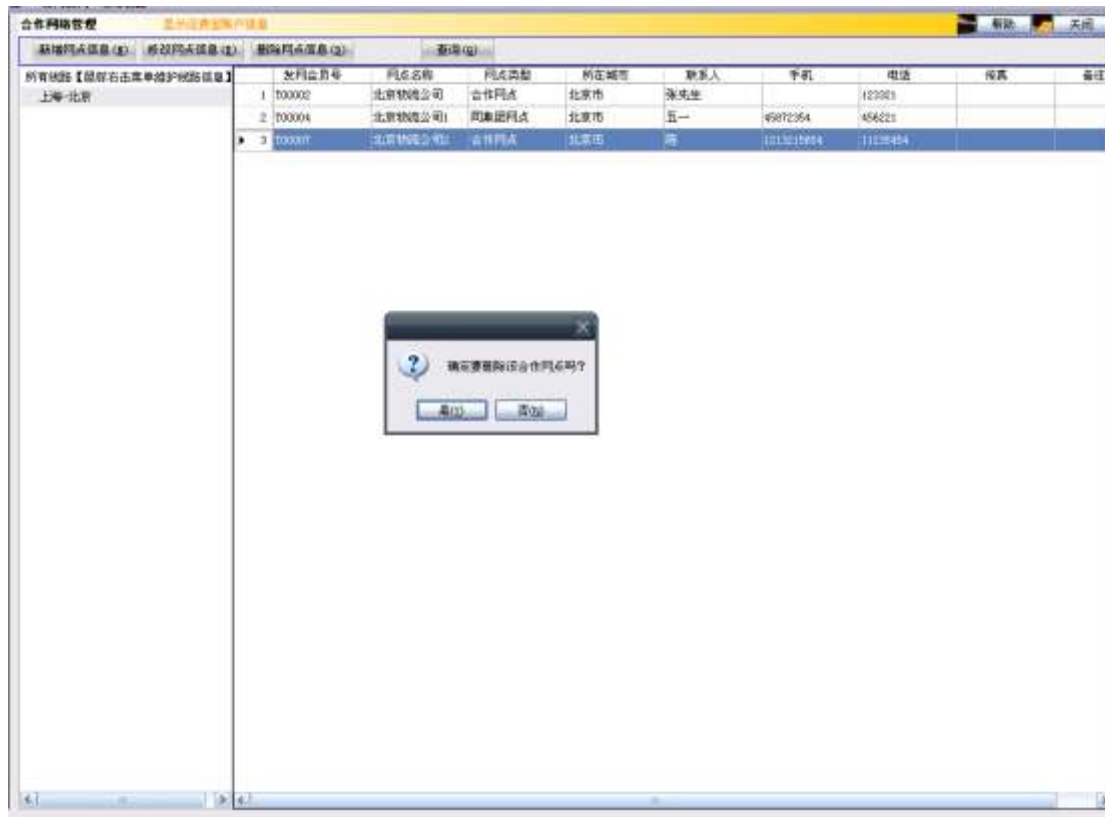 合作网络管理
帮助 关闭
新增网点信息(A) 修改网点信息(E) 删除网点信息(D) 查询(Q)
所有线路【鼠标右击菜单维护线路信息】
上海-北京
发网会员号 网点名称 网点类型 所在城市 联系人 手机 电话 传真 备注
1 T00002 北京物流公司 合作网点 北京市 张先生 123321
2 T00004 北京物流公司1 同集团网点 北京市 五一 45872354 456221
3 T00007 北京物流公司2 合作网点 北京市 陈
确定要删除该合作网点吗?
是(Y) 否(N)